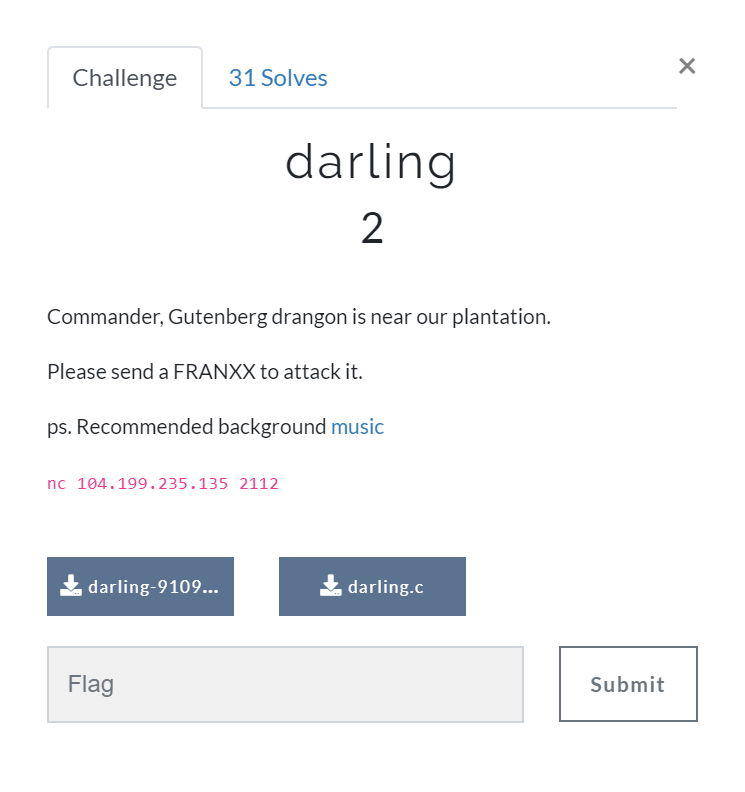 Challenge
31 Solves
×
darling
2
Commander, Gutenberg drangon is near our plantation.
Please send a FRANXX to attack it.
ps. Recommended background music
nc 104.199.235.135 2112
darling-9109...
darling.c
Flag
Submit